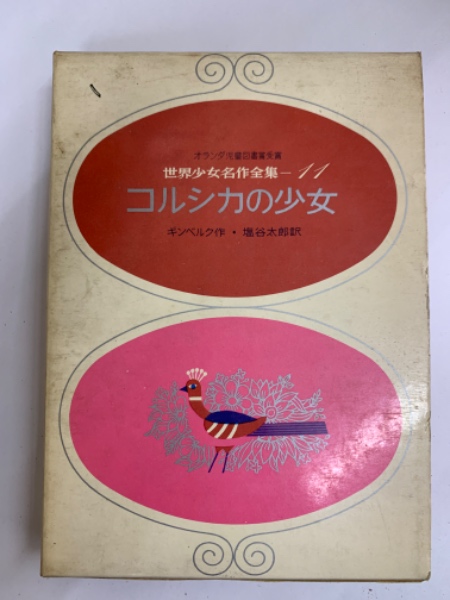 オランダ児童図書賞受賞
世界少女名作全集－11
コルシカの少女
ギンベルク作・塩谷太郎訳